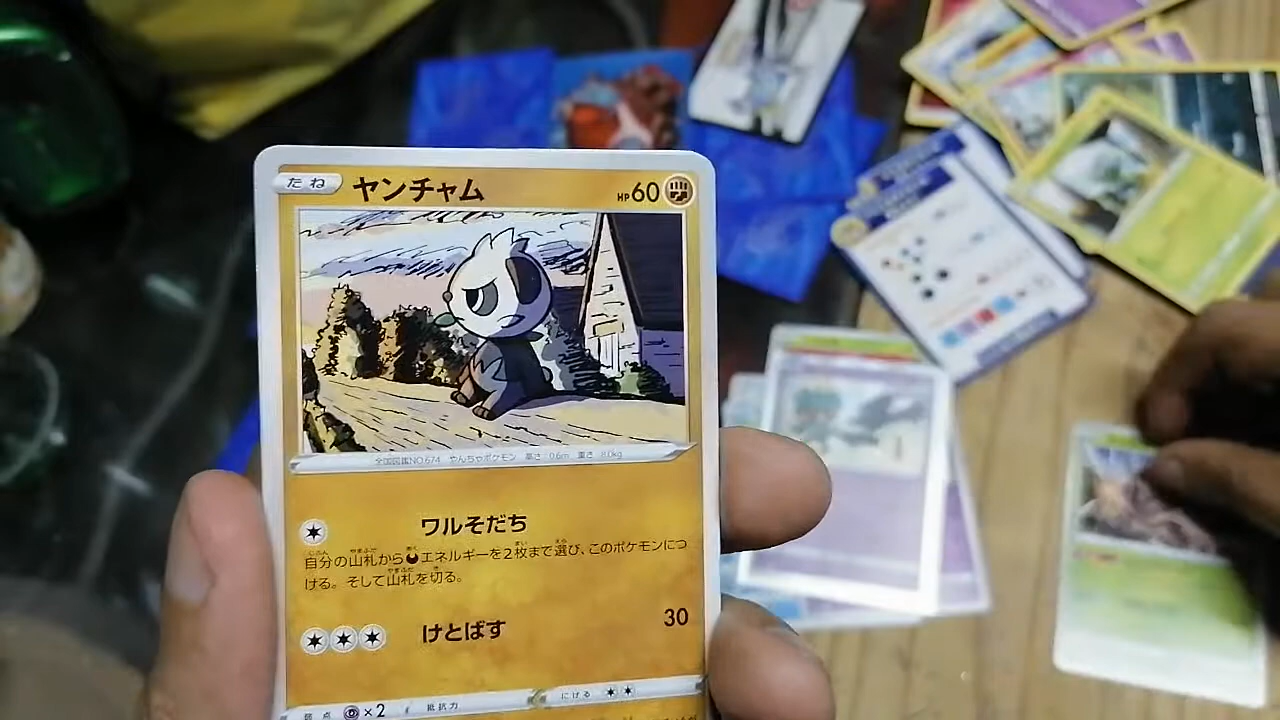 たね ヤンチャム HP60
全国図鑑NO.674 やんちゃポケモン 高さ 0.6m 重さ 8.0kg
ワルそだち
自分の山札からエネルギーを2枚まで選び、このポケモンにつ
ける。そして山札を切る。
けとばす 30
弱点 ×2 抵抗力 にげる